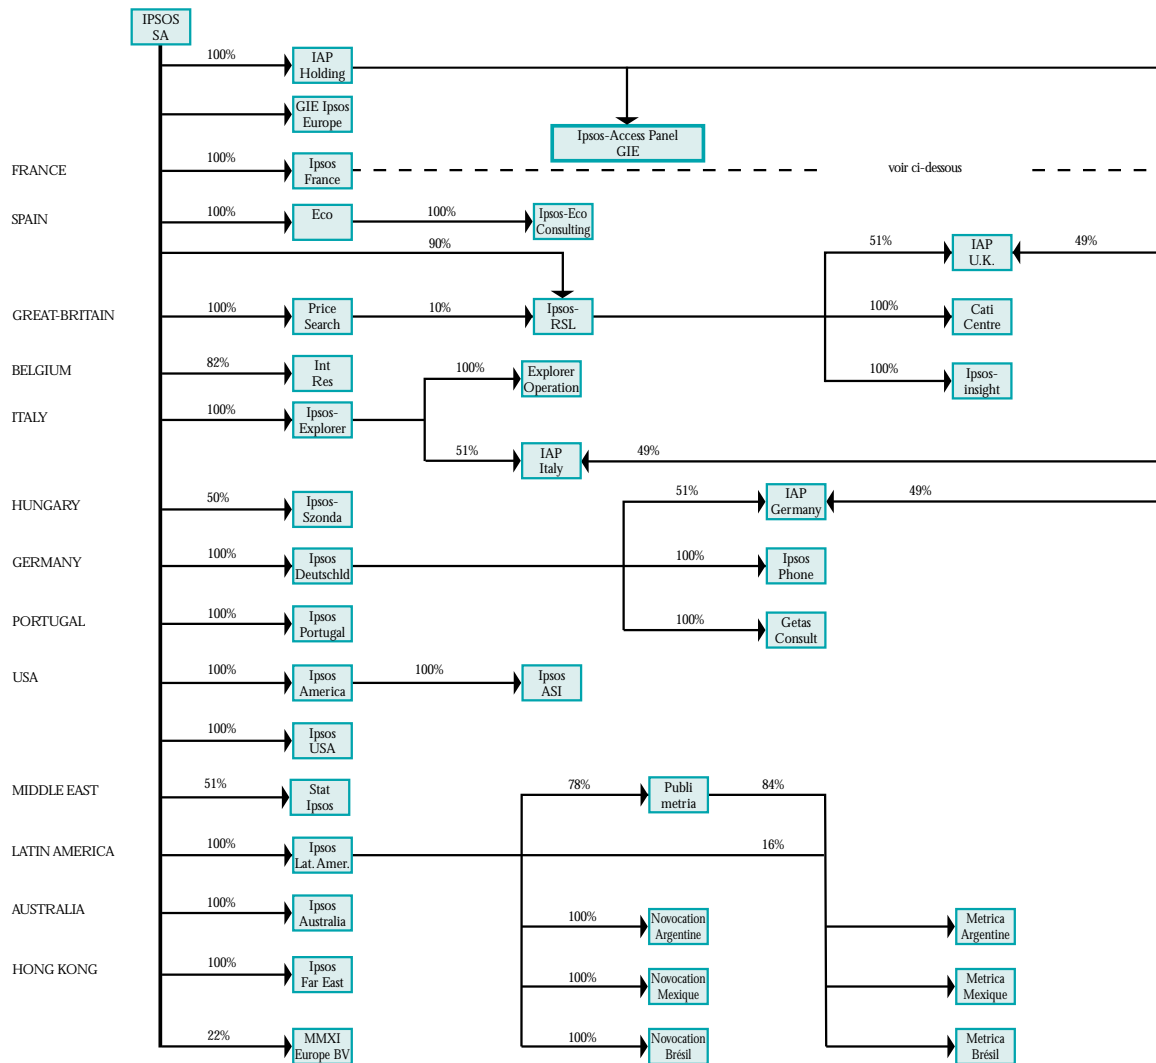 IPSOS
SA
100%
IAP
Holding
GIE Ipsos
Europe
Ipsos-Access Panel
GIE
FRANCE
100%
Ipsos
France
voir ci-dessous
SPAIN
100%
Eco
100%
Ipsos-Eco
Consulting
90%
51%
IAP
U.K.
49%
GREAT-BRITAIN
100%
Price
Search
10%
Ipsos-
RSL
100%
Cati
Centre
BELGIUM
82%
Int
Res
100%
Explorer
Operation
100%
Ipsos-
insight
ITALY
100%
Ipsos-
Explorer
51%
IAP
Italy
49%
HUNGARY
50%
Ipsos-
Szonda
51%
IAP
Germany
49%
GERMANY
100%
Ipsos
Deutschld
100%
Ipsos
Phone
PORTUGAL
100%
Ipsos
Portugal
100%
Getas
Consult
USA
100%
Ipsos
America
100%
Ipsos
ASI
100%
Ipsos
USA
MIDDLE EAST
51%
Stat
Ipsos
78%
Publi
metria
84%
LATIN AMERICA
100%
Ipsos
Lat. Amer.
16%
AUSTRALIA
100%
Ipsos
Australia
100%
Novocation
Argentine
Metrica
Argentine
HONG KONG
100%
Ipsos
Far East
100%
Novocation
Mexique
Metrica
Mexique
22%
MMXI
Europe BV
100%
Novocation
Brésil
Metrica
Brésil